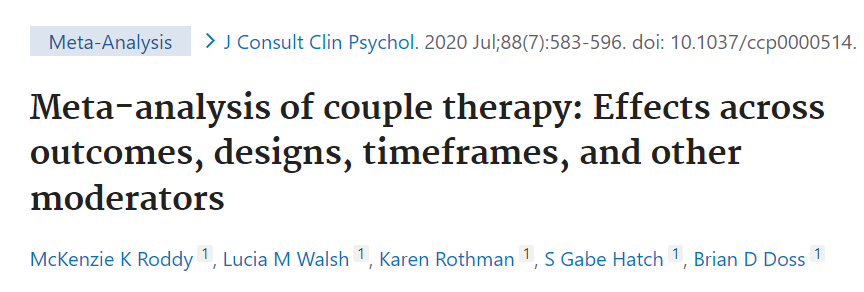 Meta-Analysis > J Consult Clin Psychol. 2020 Jul;88(7):583-596. doi: 10.1037/ccp0000514.
Meta-analysis of couple therapy: Effects across
outcomes, designs, timeframes, and other
moderators
McKenzie K Roddy 1, Lucia M Walsh 1, Karen Rothman 1, S Gabe Hatch 1, Brian D Doss 1